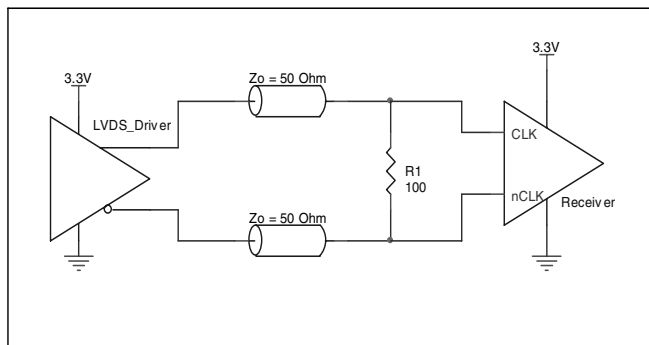 3.3V
Zo = 50 Ohm
3.3V
LVDS_Driver
CLK
R1
100
nCLK
Receiver
Zo = 50 Ohm